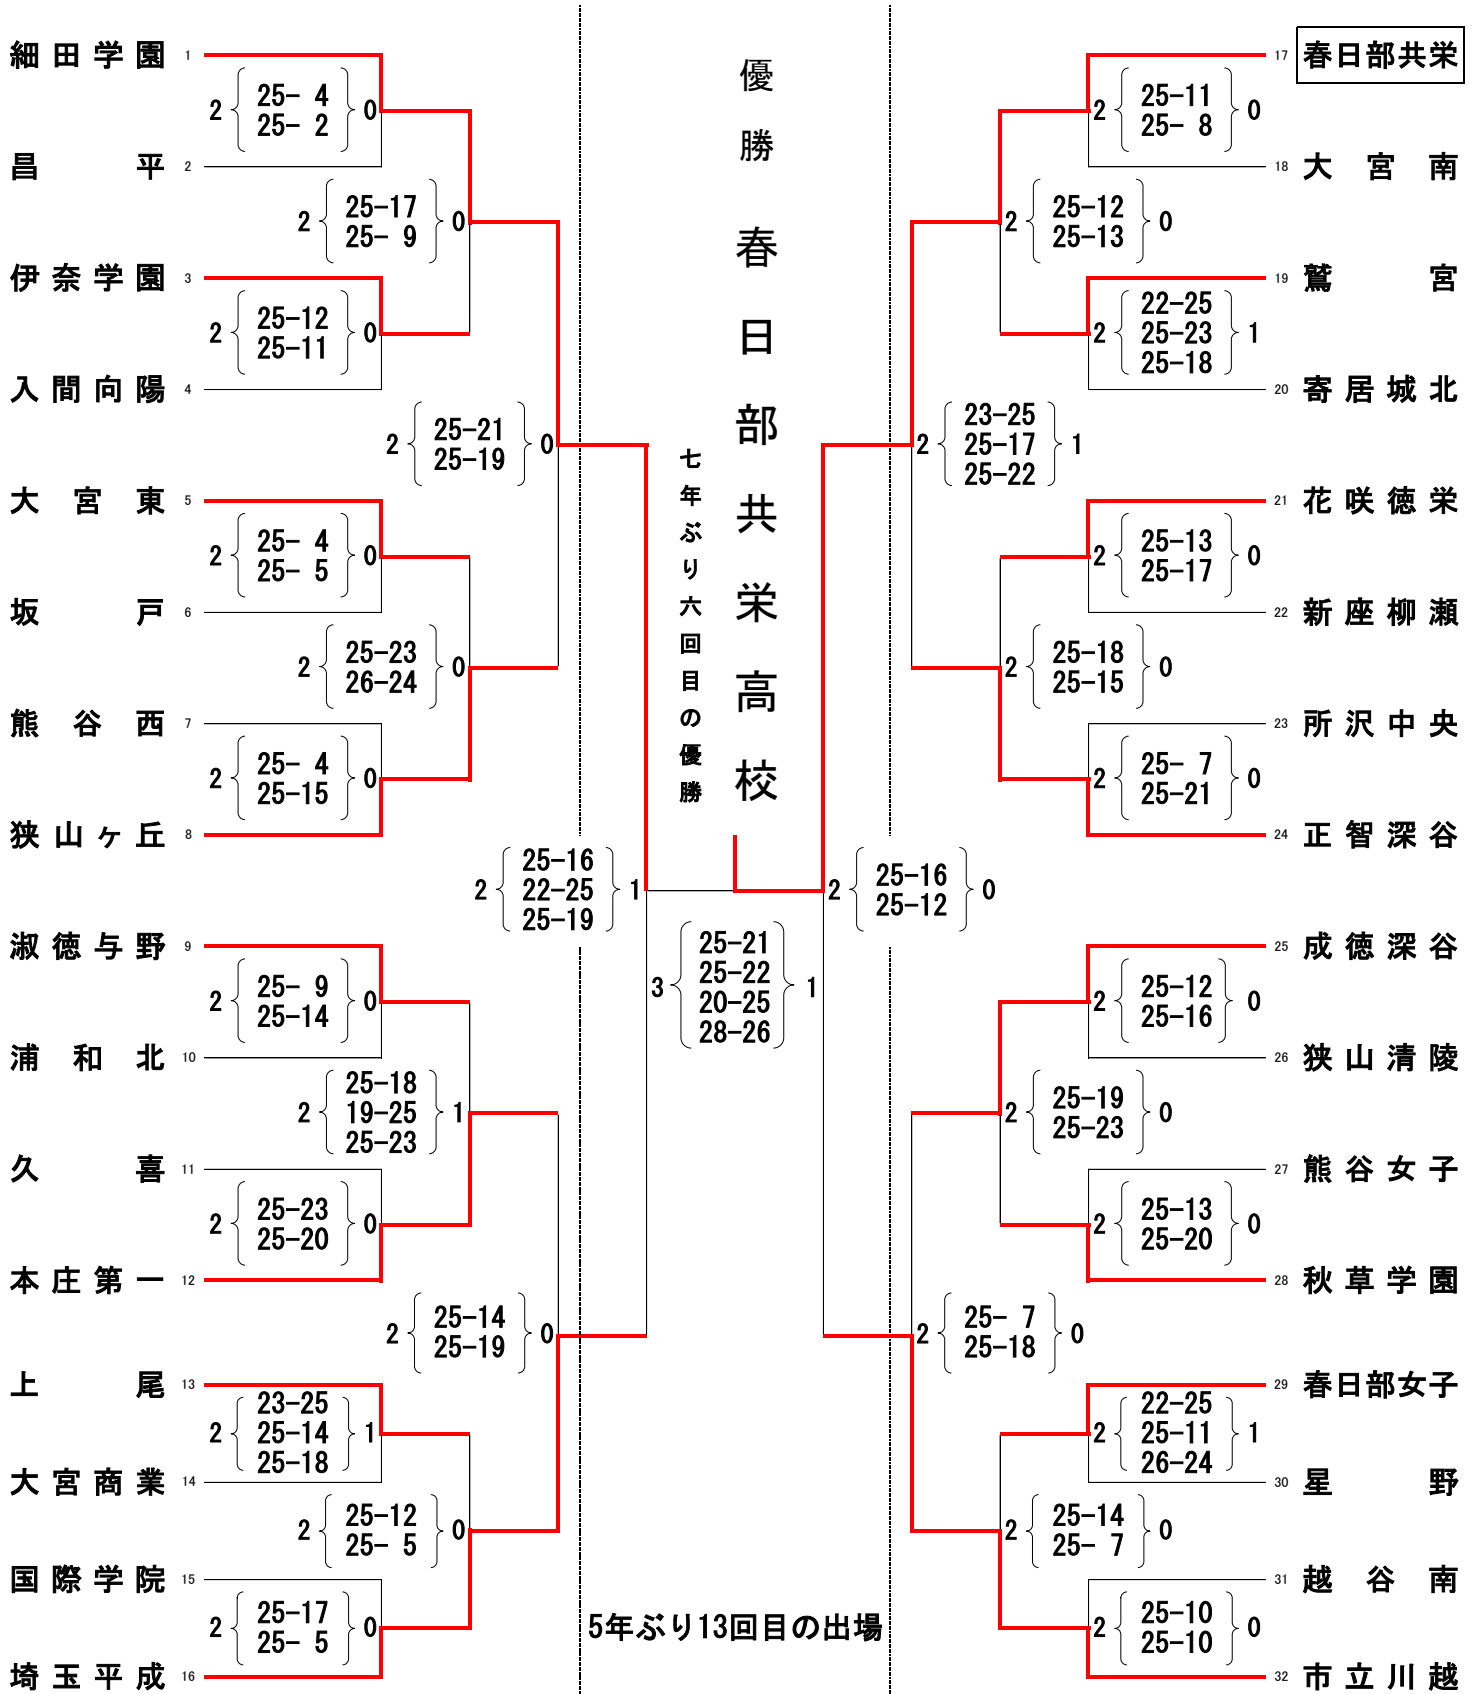 細田学園 1
2 25- 4 0
25- 2
昌平 2
2 25-17 0
25- 9
伊奈学園 3
2 25-12 0
25-11
入間向陽 4
2 25-21 0
25-19
大宮東 5
2 25- 4 0
25- 5
坂戸 6
2 25-23 0
26-24
熊谷西 7
2 25- 4 0
25-15
狭山ヶ丘 8
2 25-16 1
22-25
25-19
淑徳与野 9
2 25- 9 0
25-14
浦和北 10
2 25-18 1
19-25
25-23
久喜 11
2 25-23 0
25-20
本庄第一 12
2 25-14 0
25-19
上尾 13
2 23-25 1
25-14
25-18
大宮商業 14
2 25-12 0
25- 5
国際学院 15
2 25-17 0
25- 5
埼玉平成 16
優勝 春日部共栄高校
七年ぶり六回目の優勝
3 25-21 1
25-22
20-25
28-26
5年ぶり13回目の出場
17 春日部共栄
2 25-11 0
25- 8
18 大宮南
2 25-12 0
25-13
19 鷲宮
2 22-25 1
25-23
25-18
20 寄居城北
2 23-25 1
25-17
25-22
21 花咲徳栄
2 25-13 0
25-17
22 新座柳瀬
2 25-18 0
25-15
23 所沢中央
2 25- 7 0
25-21
24 正智深谷
2 25-16 0
25-12
25 成徳深谷
2 25-12 0
25-16
26 狭山清陵
2 25-19 0
25-23
27 熊谷女子
2 25-13 0
25-20
28 秋草学園
2 25- 7 0
25-18
29 春日部女子
2 22-25 1
25-11
26-24
30 星野
2 25-14 0
25- 7
31 越谷南
2 25-10 0
25-10
32 市立川越